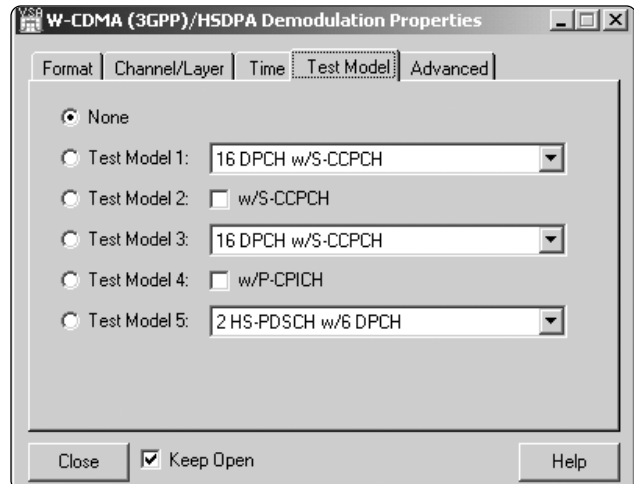 VSA W-CDMA (3GPP)/HSDPA Demodulation Properties
Format Channel/Layer Time Test Model Advanced
None
Test Model 1: 16 DPCH w/S-CCPCH
Test Model 2: w/S-CCPCH
Test Model 3: 16 DPCH w/S-CCPCH
Test Model 4: w/P-CPICH
Test Model 5: 2 HS-PDSCH w/6 DPCH
Close Keep Open Help